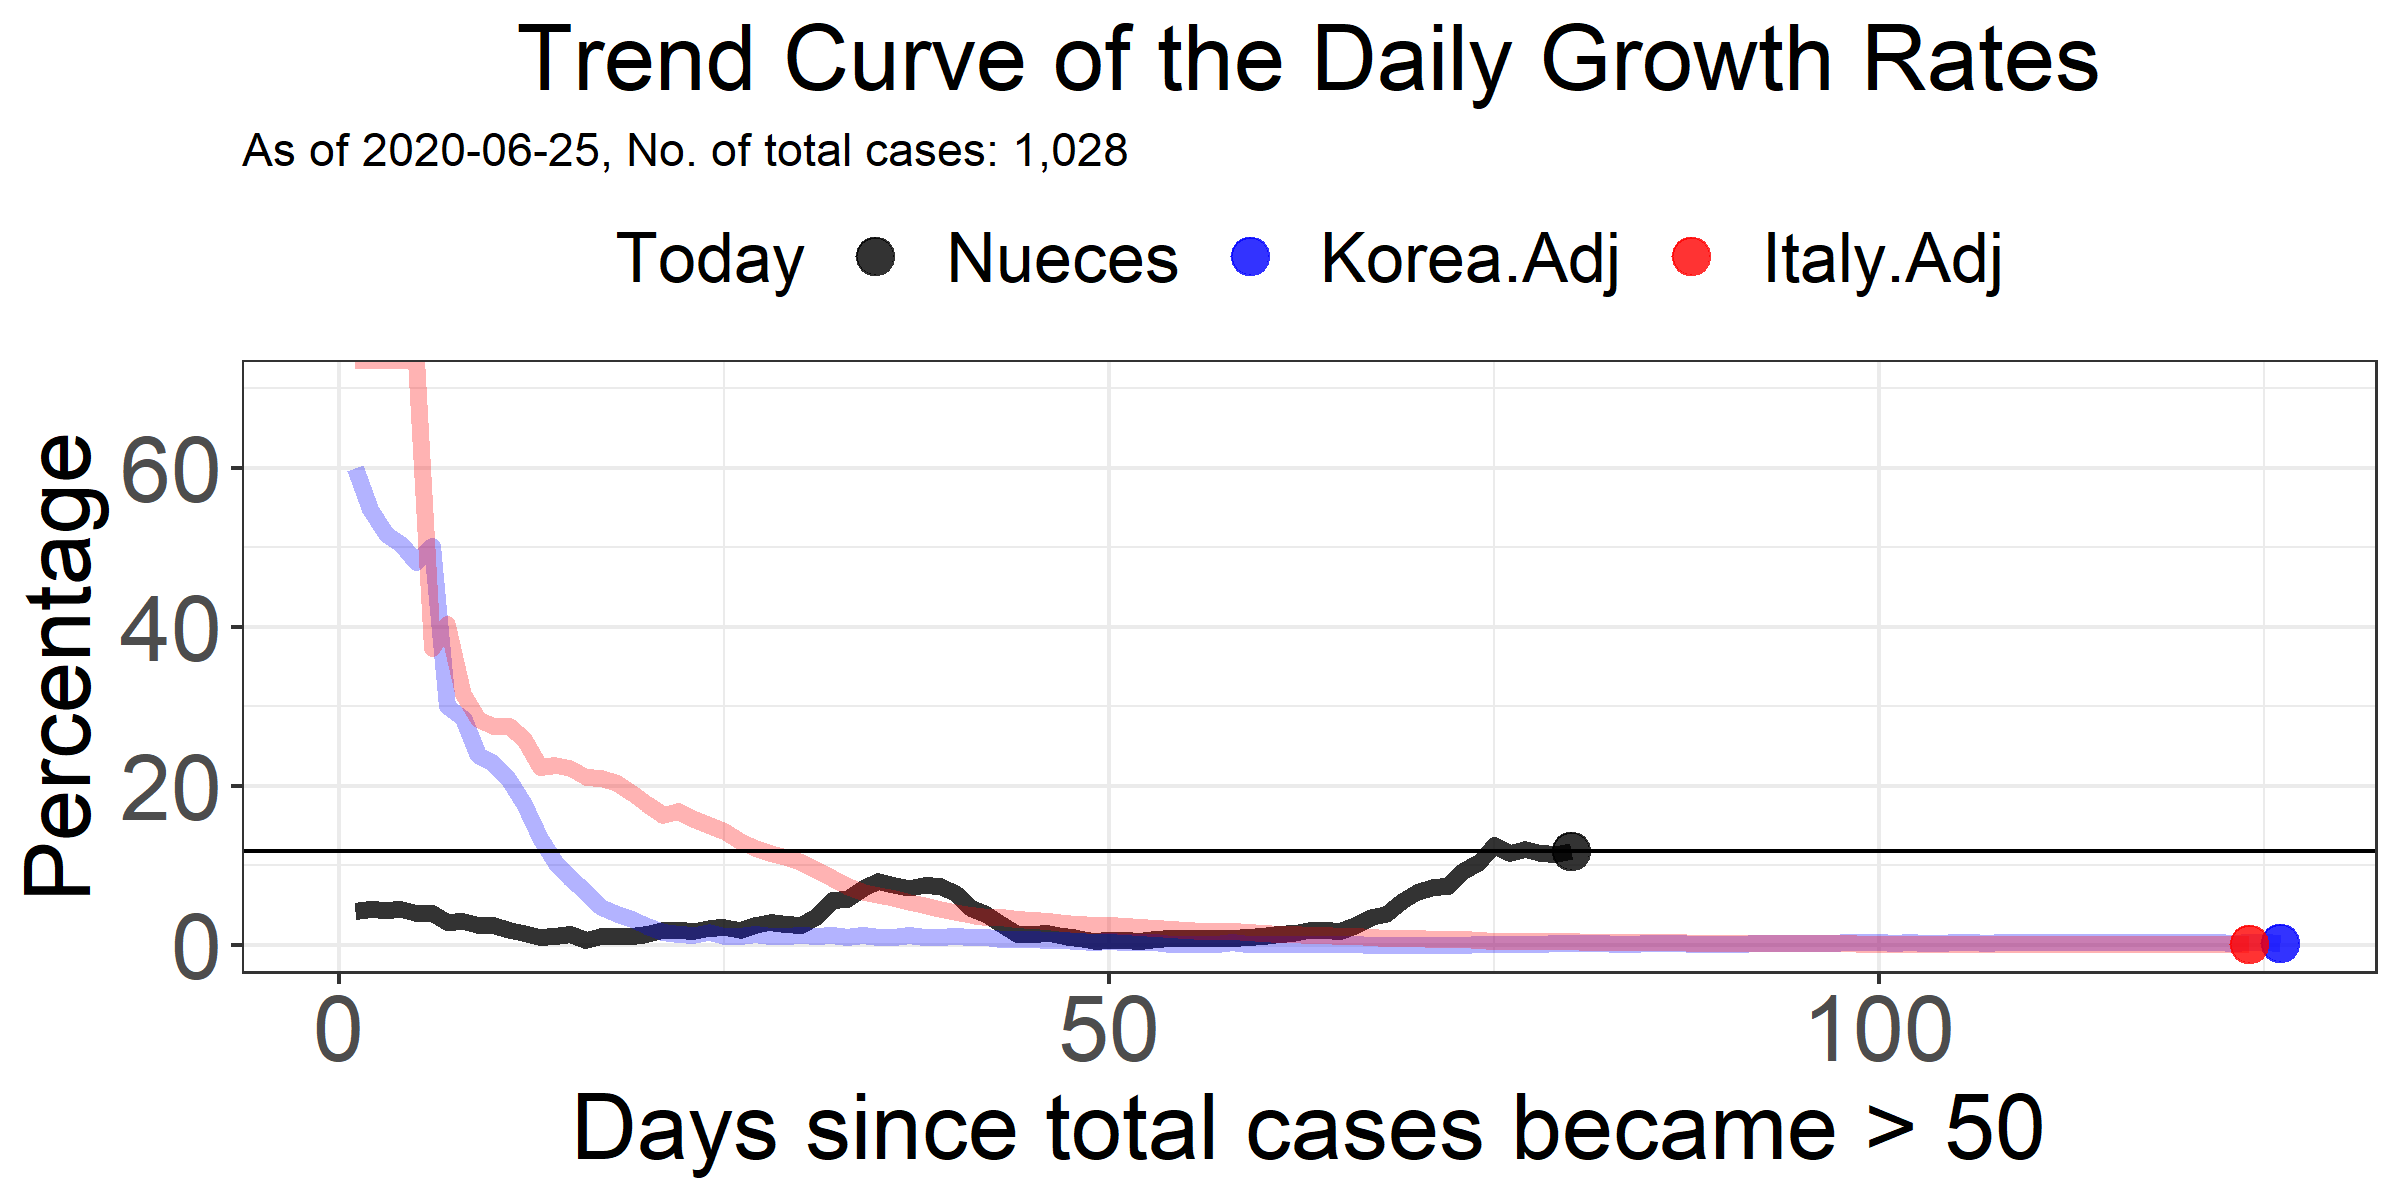 Trend Curve of the Daily Growth Rates
As of 2020-06-25, No. of total cases: 1,028
Today Nueces Korea.Adj Italy.Adj
Percentage
60
40
20
0
0 50 100
Days since total cases became > 50